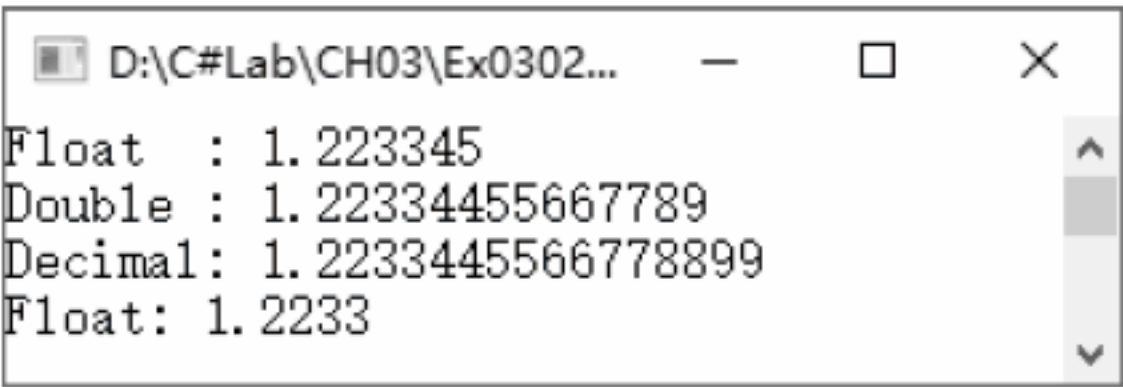 D:\C#Lab\CH03\Ex0302...
Float  : 1.223345
Double : 1.22334455667789
Decimal: 1.2233445566778899
Float: 1.2233